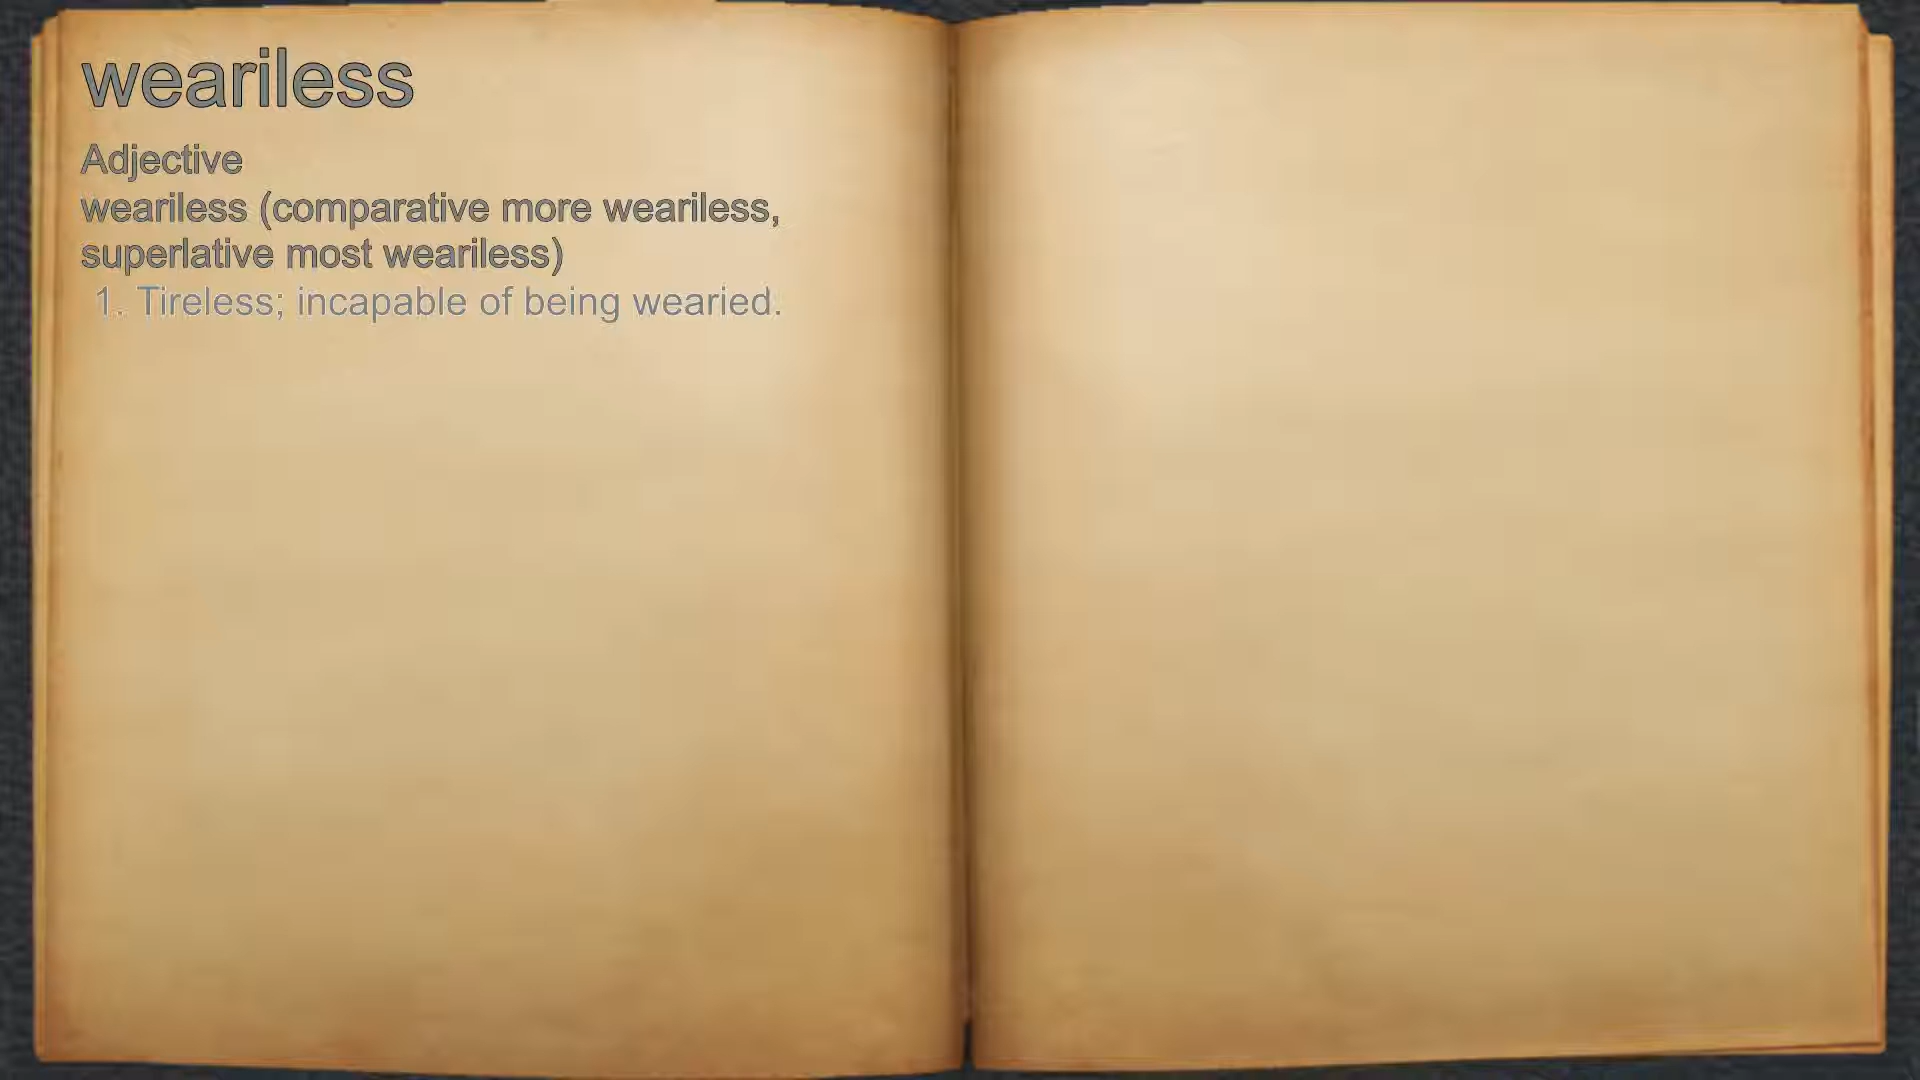 weariless
Adjective
weariless (comparative more weariless,
superlative most weariless)
1. Tireless; incapable of being wearied.